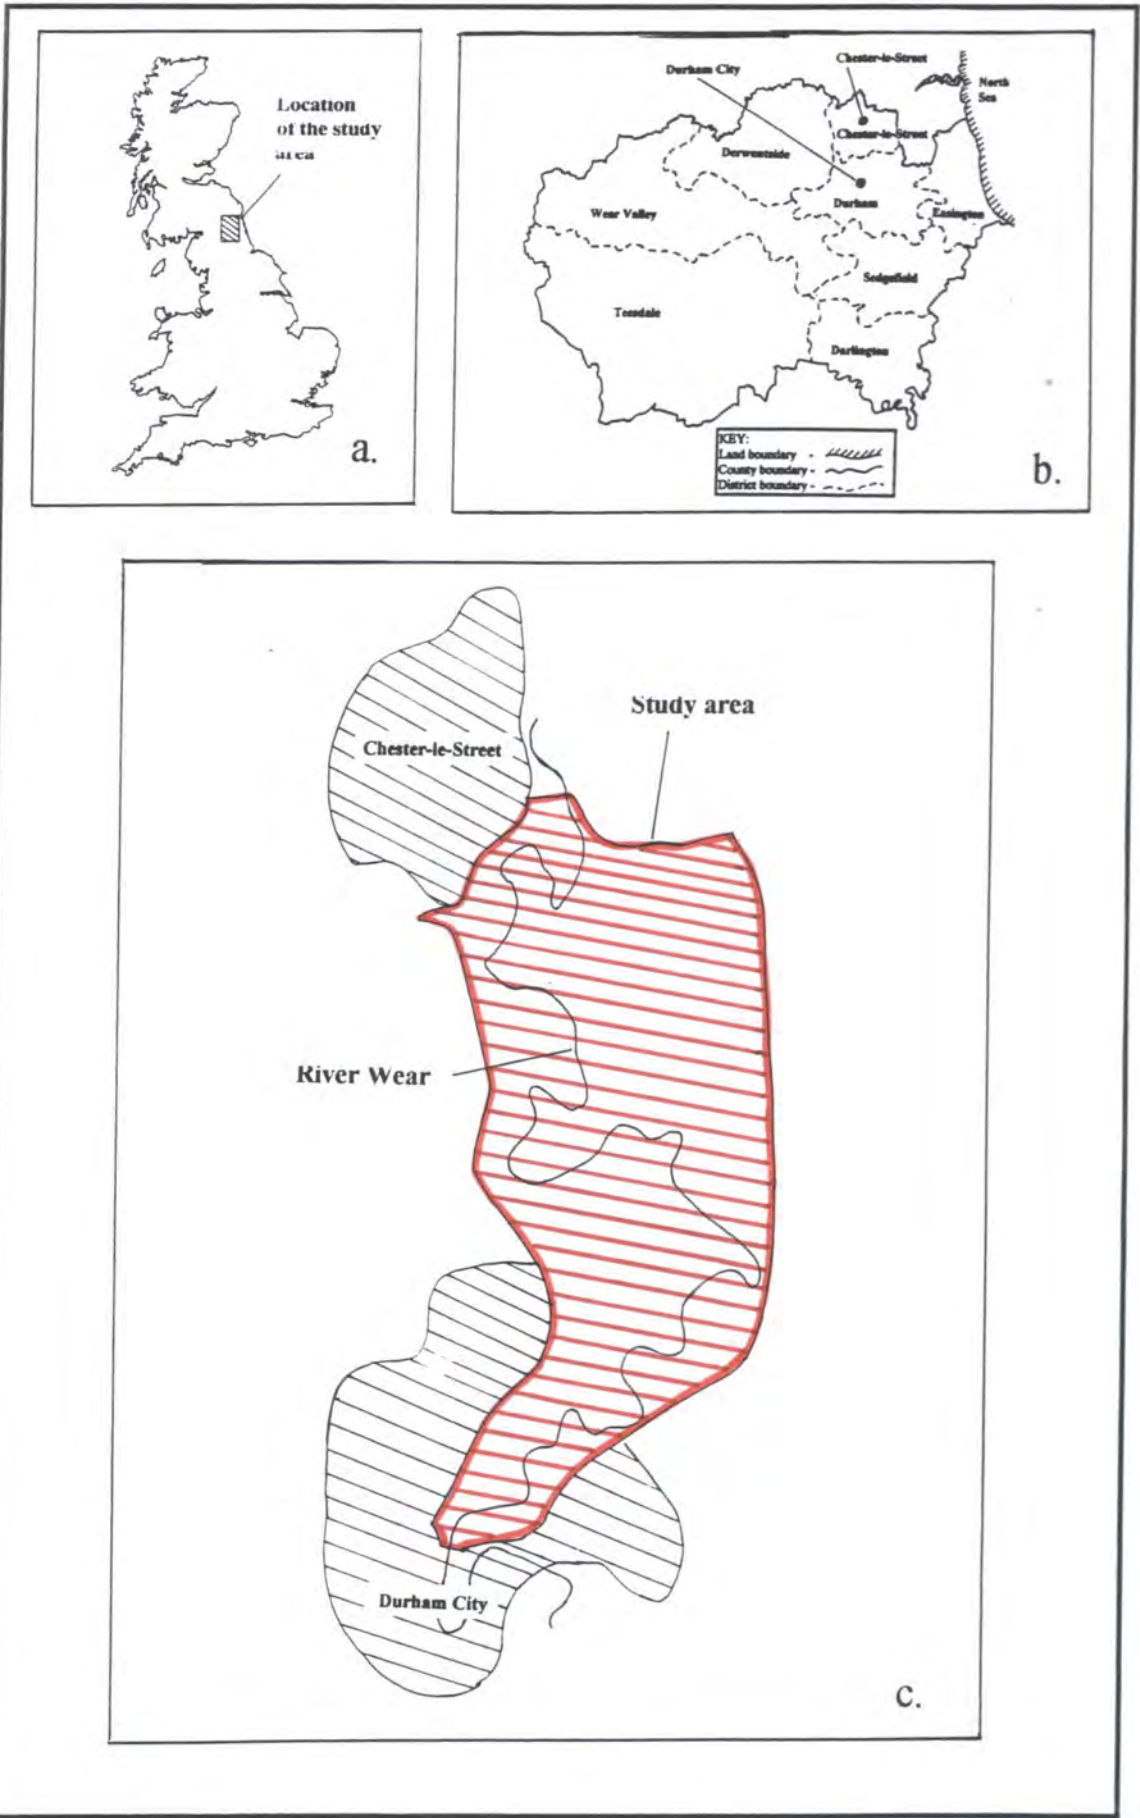 Location
of the study
area
a.
Chester-le-Street
Durham City
North
Sea
Chester-le-Street
Derwentside
Durham
Easington
Wear Valley
Sedgefield
Teesdale
Darlington
KEY:
Land boundary -
County boundary -
District boundary -
b.
Study area
Chester-le-Street
River Wear
Durham City
c.